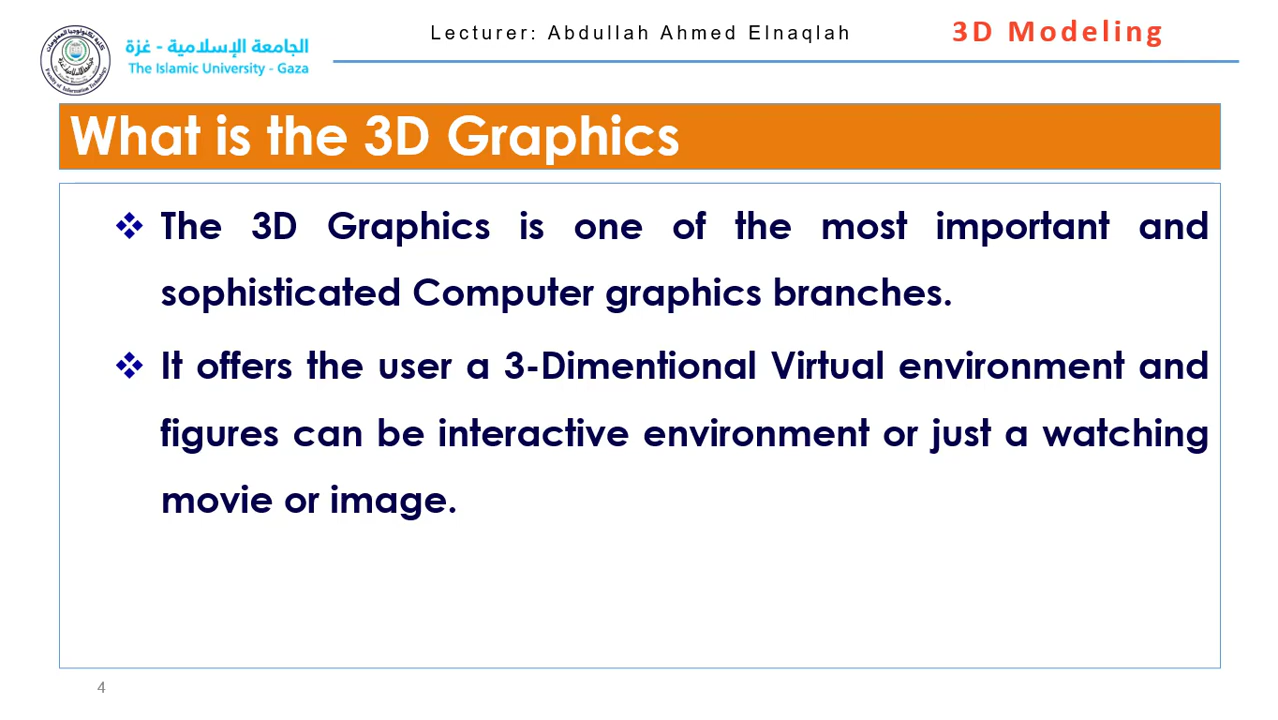 الجامعة الإسلامية - غزة
The Islamic University - Gaza
Lecturer: Abdullah Ahmed Elnaqlah
3D Modeling
What is the 3D Graphics
❖ The 3D Graphics is one of the most important and
sophisticated Computer graphics branches.
❖ It offers the user a 3-Dimentional Virtual environment and
figures can be interactive environment or just a watching
movie or image.
4